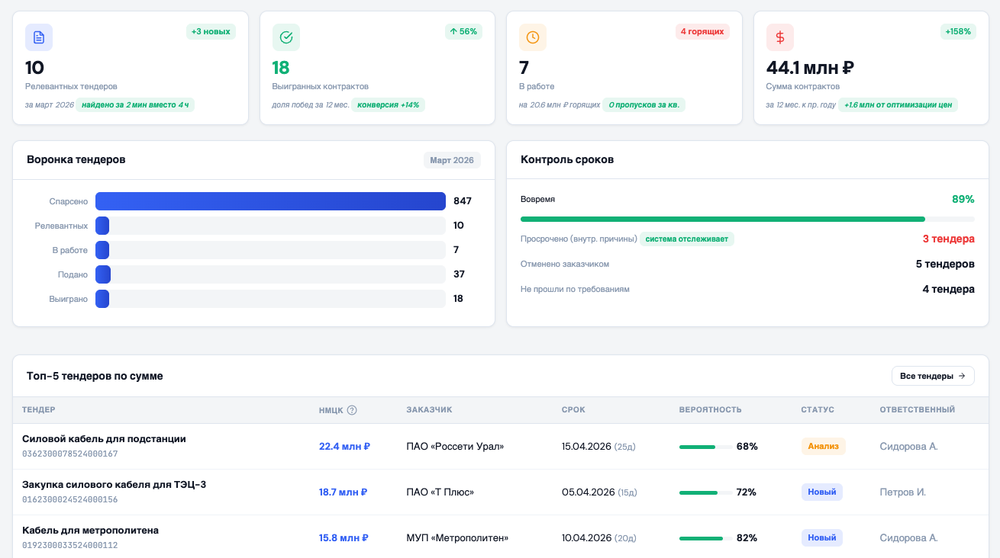 +3 новых
10
Релевантных тендеров
за март 2026 найдено за 2 мин вместо 4 ч
↑ 56%
18
Выигранных контрактов
доля побед за 12 мес. конверсия +14%
4 горящих
7
В работе
на 20.6 млн ₽ горящих 0 пропусков за кв.
+158%
44.1 млн ₽
Сумма контрактов
за 12 мес. к пр. году +1.6 млн от оптимизации цен
Воронка тендеров Март 2026
Спарсено 847
Релевантных 10
В работе 7
Подано 37
Выиграно 18
Контроль сроков
Вовремя 89%
Просрочено (внутр. причины) система отслеживает 3 тендера
Отменено заказчиком 5 тендеров
Не прошли по требованиям 4 тендера
Топ-5 тендеров по сумме Все тендеры →
ТЕНДЕР НМЦК ? ЗАКАЗЧИК СРОК ВЕРОЯТНОСТЬ СТАТУС ОТВЕТСТВЕННЫЙ
Силовой кабель для подстанции
0362300078524000167
22.4 млн ₽ ПАО «Россети Урал» 15.04.2026 (25д) 68% Анализ Сидорова А.
Закупка силового кабеля для ТЭЦ-3
0162300024524000156
18.7 млн ₽ ПАО «Т Плюс» 05.04.2026 (15д) 72% Новый Петров И.
Кабель для метрополитена
0192300033524000112
15.8 млн ₽ МУП «Метрополитен» 10.04.2026 (20д) 82% Новый Сидорова А.